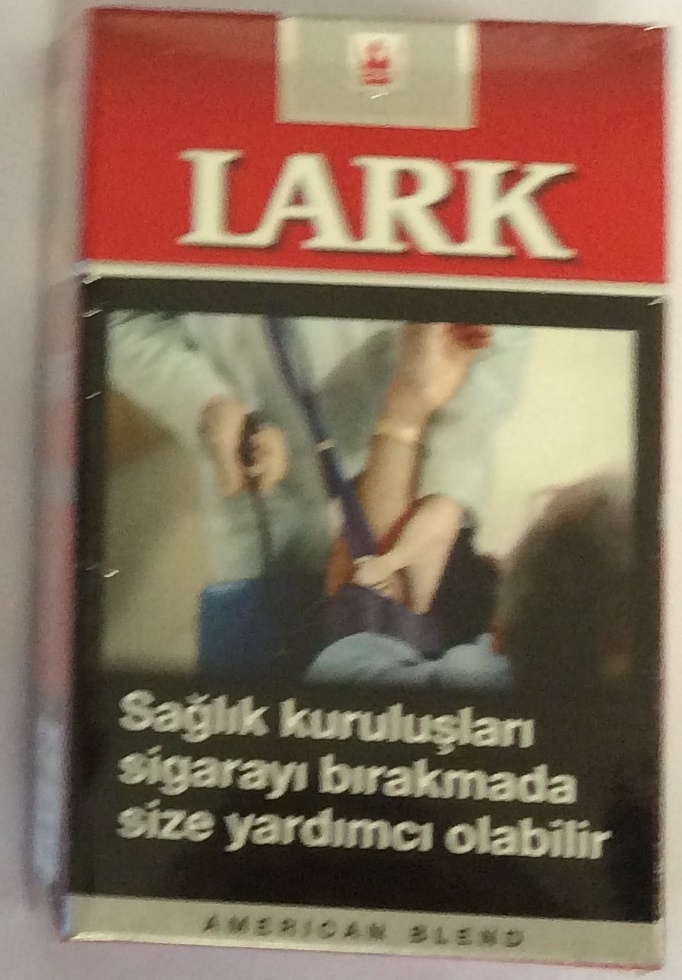 LARK
Sağlık kuruluşları
sigarayı bırakmada
size yardımcı olabilir
AMERICAN BLEND